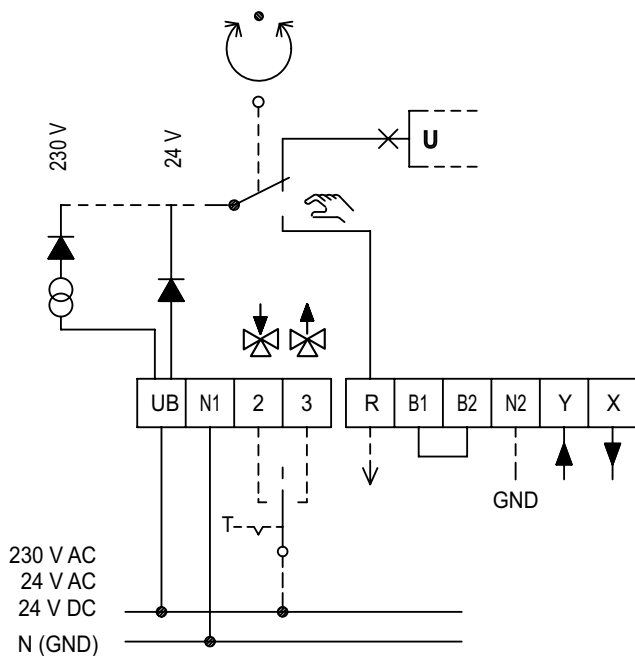 230 V
24 V
U
UB N1 2 3 R B1 B2 N2 Y X
GND
T
230 V AC
24 V AC
24 V DC
N (GND)